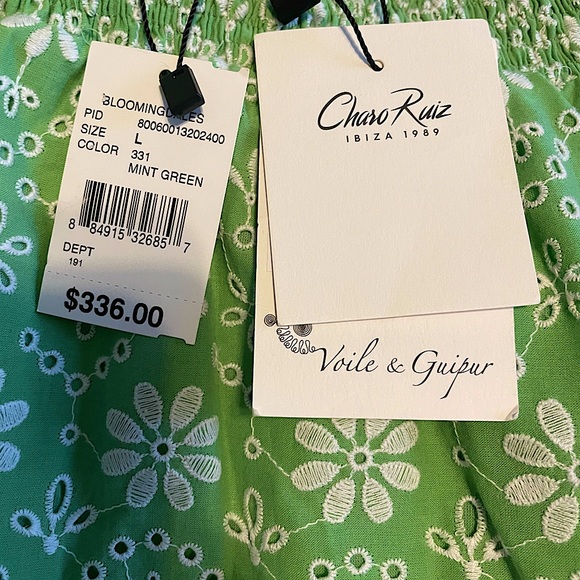 BLOOMINGDALES
PID 80060013202400
SIZE L
COLOR 331
MINT GREEN
8 84915 32685 7
DEPT
191
$336.00
Charo Ruiz
IBIZA 1989
Voile & Guipur